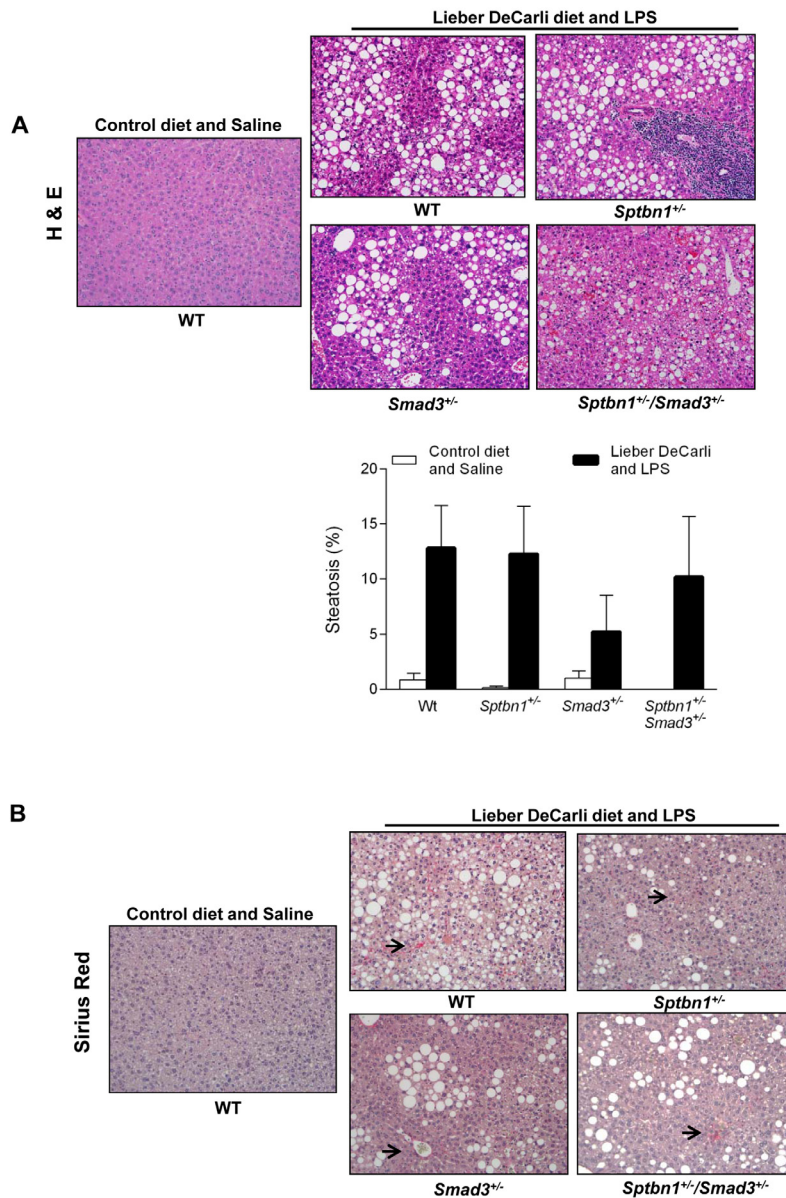 Lieber DeCarli diet and LPS
A
Control diet and Saline
H & E
WT
WT
Sptbn1+/-
Smad3+/-
Sptbn1+/-/Smad3+/-
Control diet and Saline
Lieber DeCarli and LPS
Steatosis (%)
20
15
10
5
0
Wt
Sptbn1+/-
Smad3+/-
Sptbn1+/-
Smad3+/-
B
Lieber DeCarli diet and LPS
Control diet and Saline
Sirius Red
WT
WT
Sptbn1+/-
Smad3+/-
Sptbn1+/-/Smad3+/-